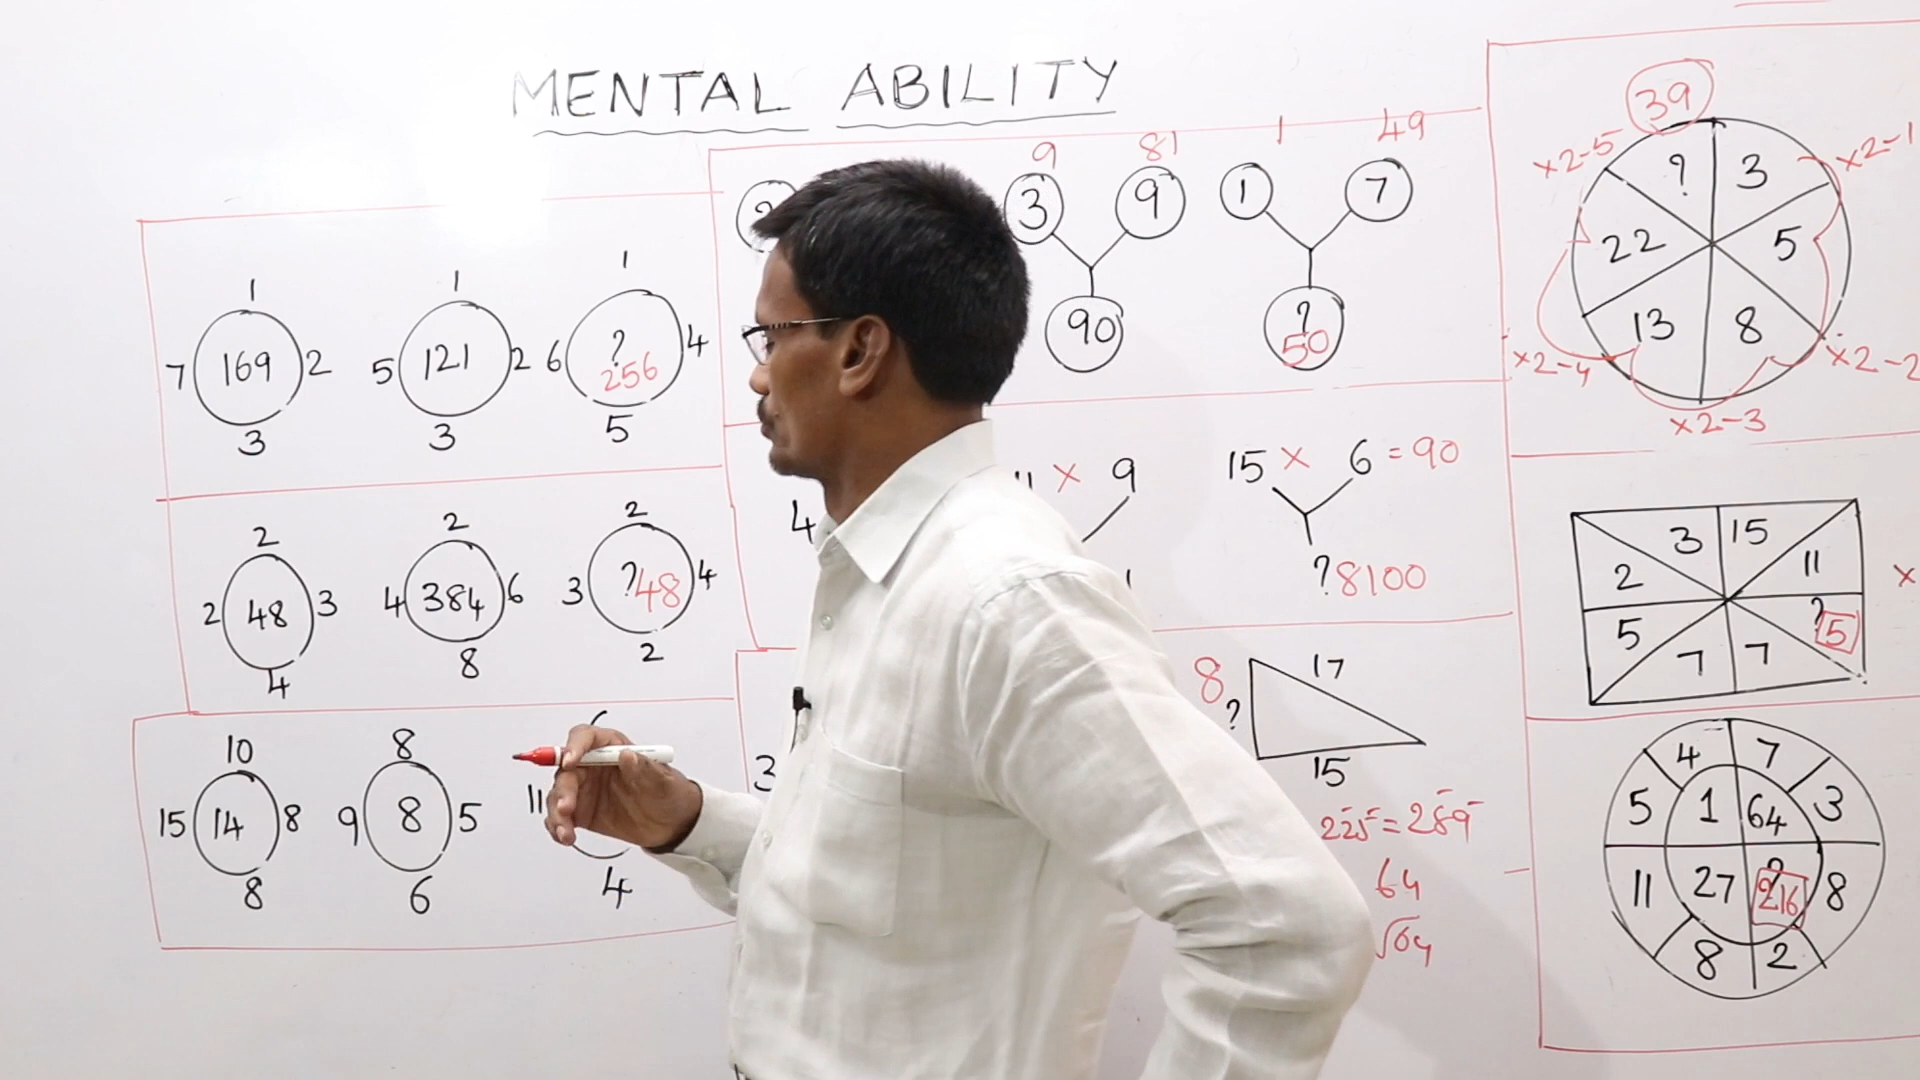 MENTAL ABILITY
1 1 1
7 169 2 5 121 2 6 ? 256 4
3 3 5
2 2 2
2 48 3 4 384 6 3 ? 48 4
4 8 2
10 8
15 14 8 9 8 5 11
8 6 4
9 81 1 49
3 9 1 7
90 ? 50
4 × 9 15 × 6 = 90
? 8100
3
8 ? 17
15
225 = 289
64
√64
39
×2-5 ? 3 ×2-1
22 5
×2-4 13 8 ×2-2
×2-3
3 15
2 11 ×
5 ? 5
7 7
4 7
5 1 64 3
11 27 216 8
8 2